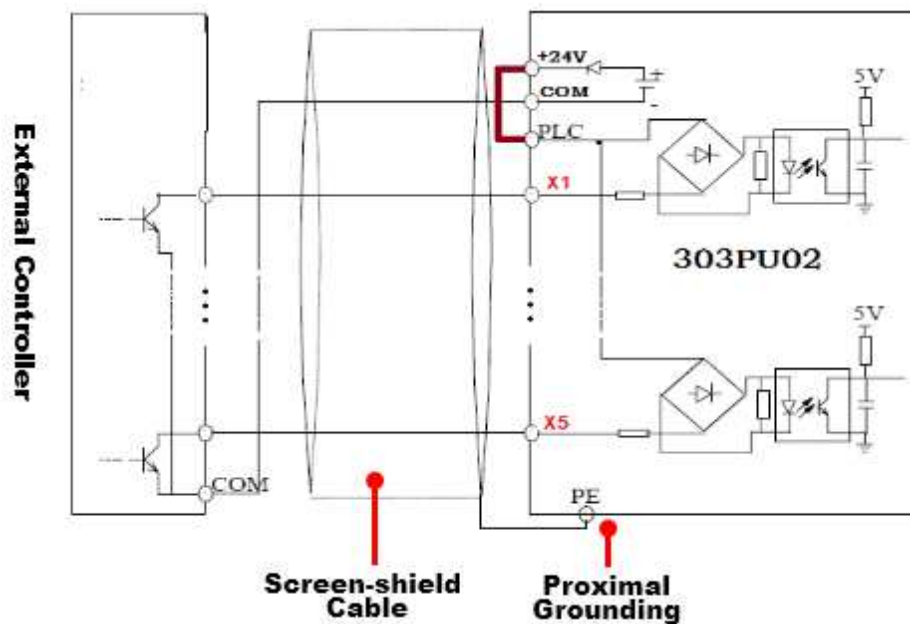 External Controller
+24V
COM
PLC
+
-
5V
X1
303PU02
5V
X5
COM
PE
Screen-shield
Cable
Proximal
Grounding